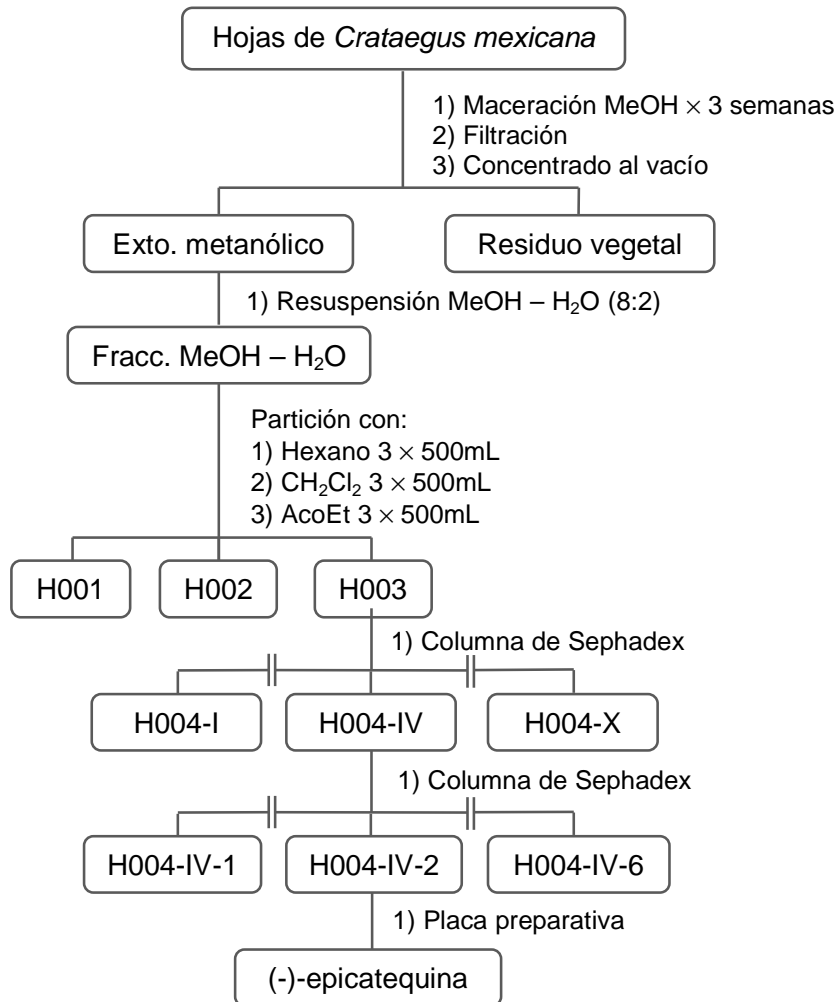 Hojas de Crataegus mexicana
1) Maceración MeOH × 3 semanas
2) Filtración
3) Concentrado al vacío
Exto. metanólico
Residuo vegetal
1) Resuspensión MeOH – H₂O (8:2)
Fracc. MeOH – H₂O
Partición con:
1) Hexano 3 × 500mL
2) CH₂Cl₂ 3 × 500mL
3) AcoEt 3 × 500mL
H001
H002
H003
1) Columna de Sephadex
H004-I
H004-IV
H004-X
1) Columna de Sephadex
H004-IV-1
H004-IV-2
H004-IV-6
1) Placa preparativa
(-)-epicatequina